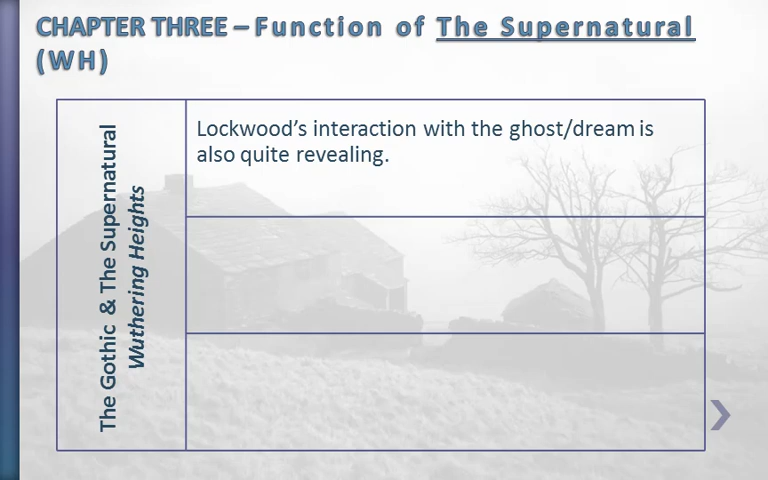 CHAPTER THREE – Function of The Supernatural
(WH)
The Gothic & The Supernatural
Wuthering Heights
Lockwood’s interaction with the ghost/dream is
also quite revealing.